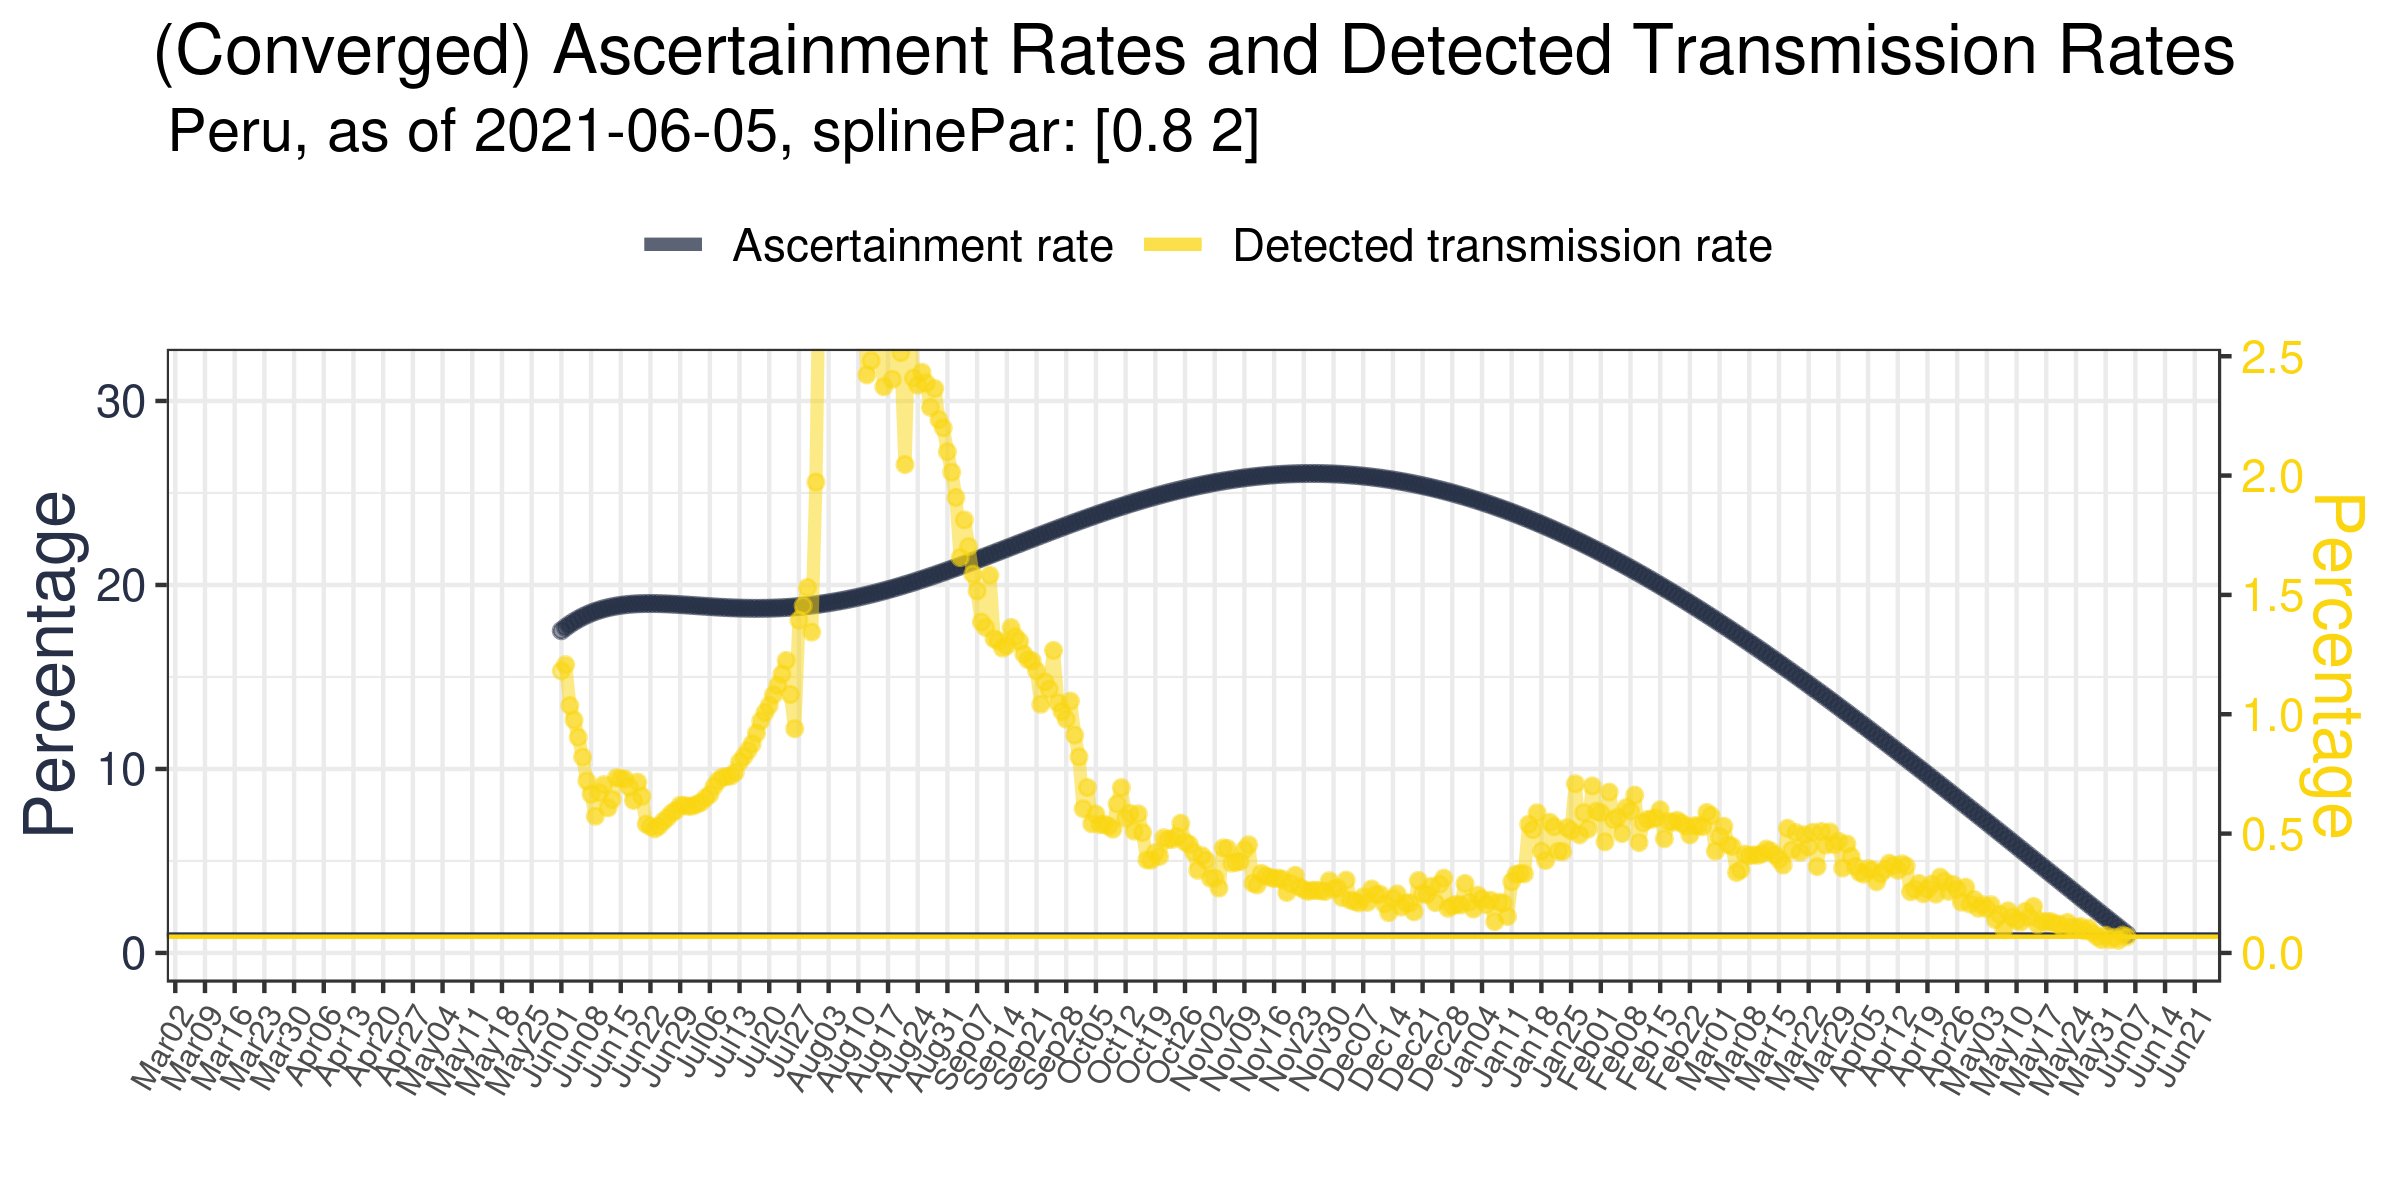 (Converged) Ascertainment Rates and Detected Transmission Rates
Peru, as of 2021-06-05, splinePar: [0.8 2]
Ascertainment rate
Detected transmission rate
Percentage
30
20
10
0
2.5
2.0
1.5
1.0
0.5
0.0
Percentage
Mar02
Mar09
Mar16
Mar23
Mar30
Apr06
Apr13
Apr20
Apr27
May04
May11
May18
May25
Jun01
Jun08
Jun15
Jun22
Jun29
Jul06
Jul13
Jul20
Jul27
Aug03
Aug10
Aug17
Aug24
Aug31
Sep07
Sep14
Sep21
Sep28
Oct05
Oct12
Oct19
Oct26
Nov02
Nov09
Nov16
Nov23
Nov30
Dec07
Dec14
Dec21
Dec28
Jan04
Jan11
Jan18
Jan25
Feb01
Feb08
Feb15
Feb22
Mar01
Mar08
Mar15
Mar22
Mar29
Apr05
Apr12
Apr19
Apr26
May03
May10
May17
May24
May31
Jun07
Jun14
Jun21